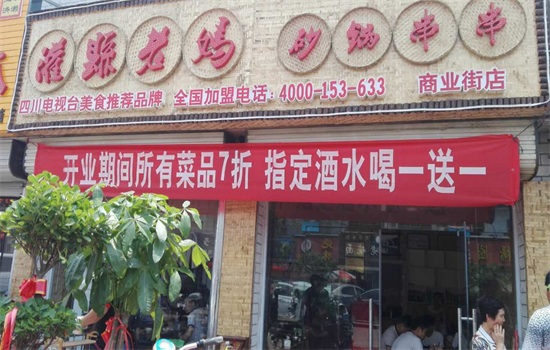 灌县老妈砂锅串串
四川电视台美食推荐品牌 全国加盟电话：4000-153-633 商业街店
开业期间所有菜品7折 指定酒水喝一送一